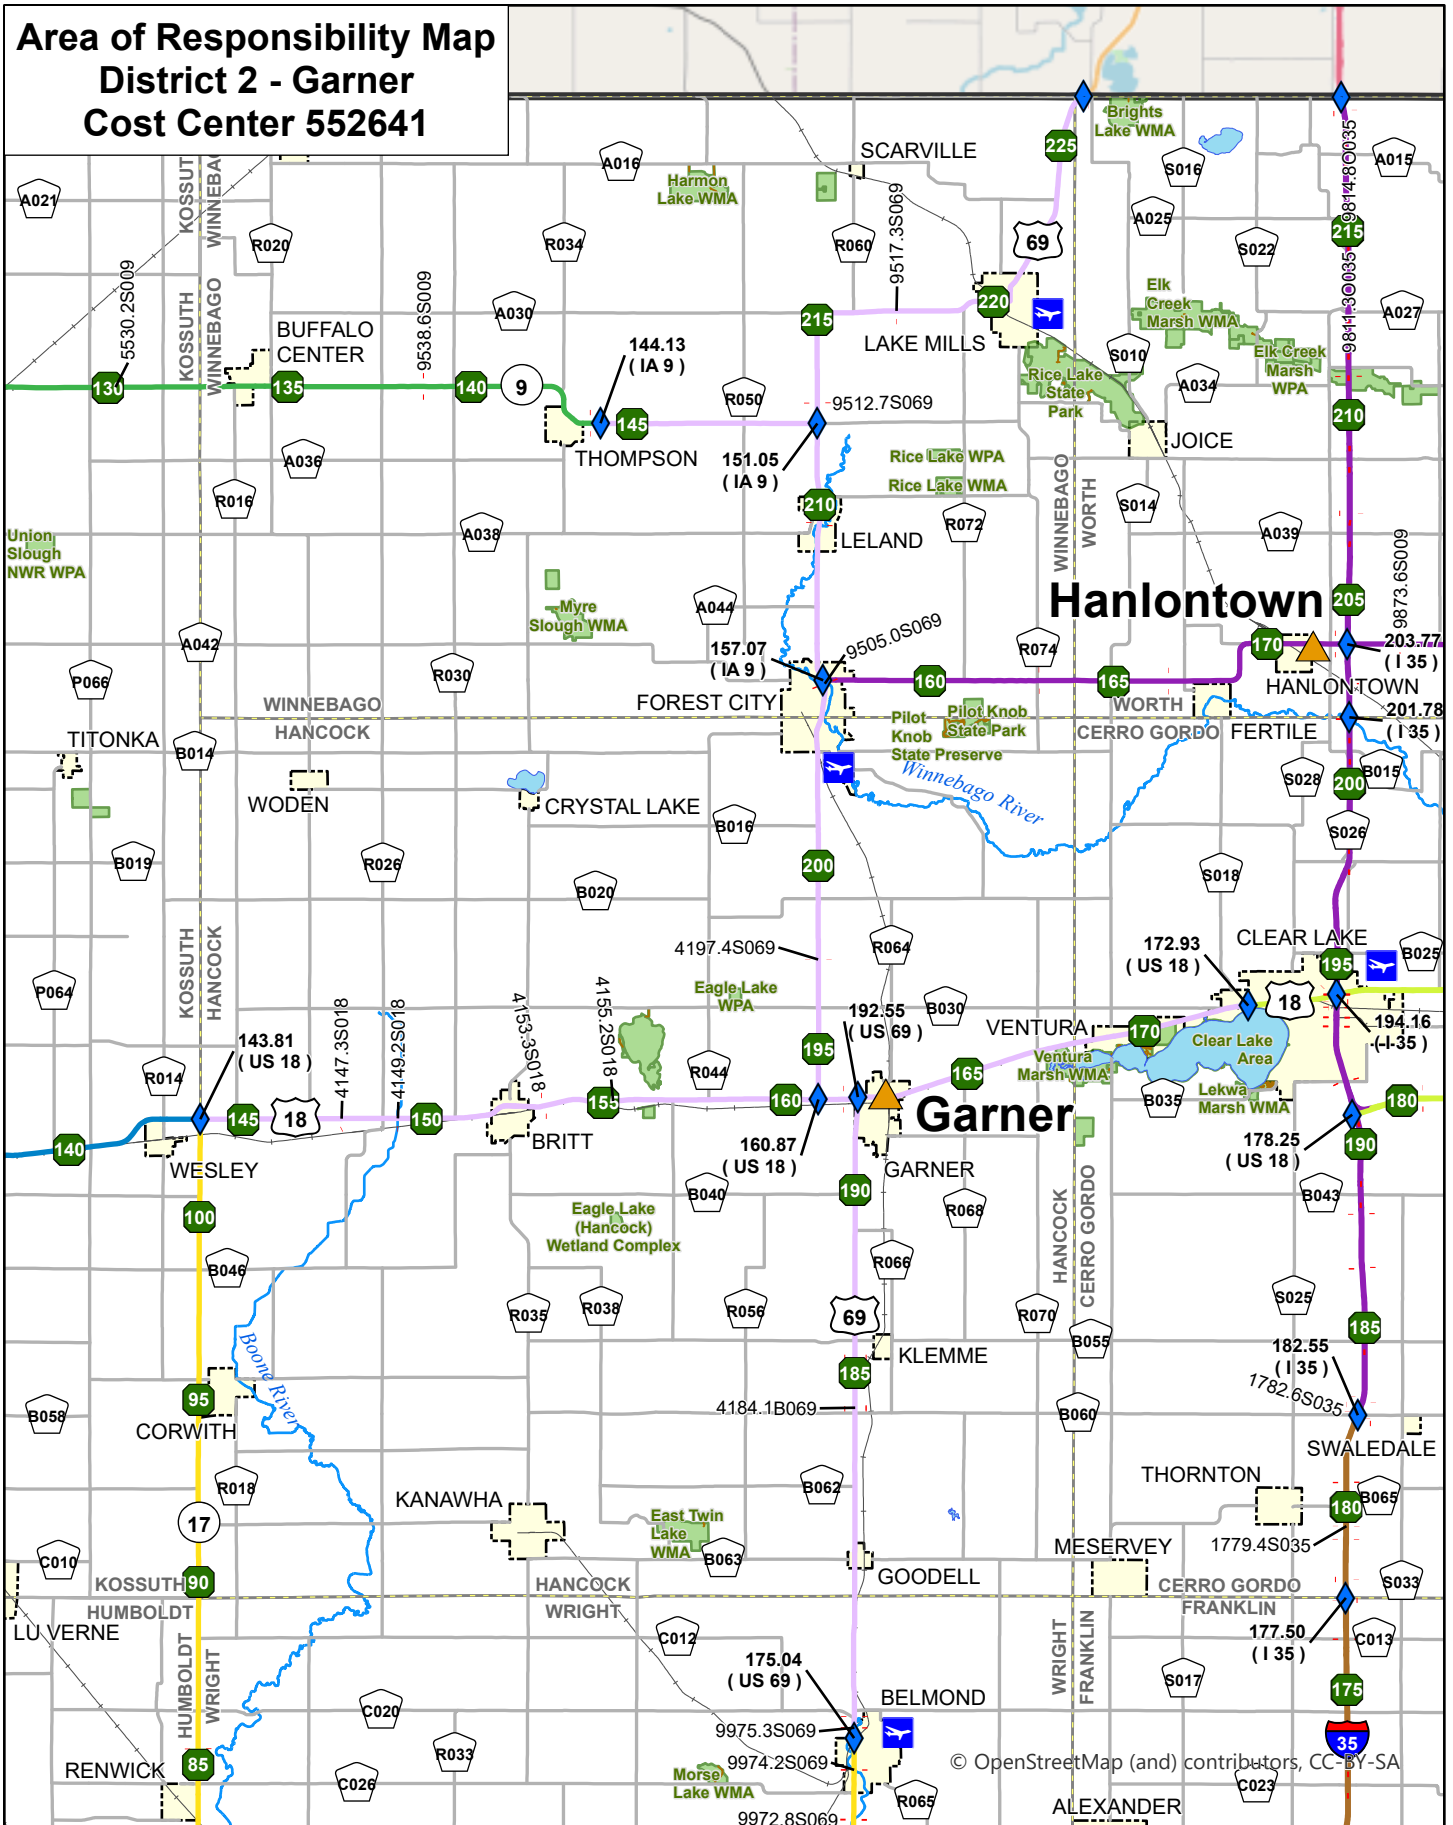 Area of Responsibility Map
District 2 - Garner
Cost Center 552641
Brights
Lake WMA
225
SCARVILLE
A016
S016
A015
9814.8O035
KOSSUTH
WINNEBAGO
Harmon
Lake WMA
A021
A025
9517.3S069
R020
R034
R060
69
S022
215
5530.2S009
9538.6S009
KOSSUTH
WINNEBAGO
A030
220
Elk
Creek
Marsh WMA
A027
9811.3O035
BUFFALO
CENTER
215
LAKE MILLS
144.13
( IA 9 )
S010
Elk Creek
Marsh
WPA
Rice Lake
State
Park
A034
130
135
140
9
R050
9512.7S069
210
145
JOICE
THOMPSON
151.05
( IA 9 )
A036
Rice Lake WPA
Rice Lake WMA
WINNEBAGO
WORTH
R016
210
S014
A038
R072
A039
LELAND
Union
Slough
NWR WPA
9873.6S009
Hanlontown
205
Myre
Slough WMA
A044
A042
157.07
(IA 9 )
9505.0S069
R074
170
203.77
( I 35 )
P066
R030
160
165
HANLONTOWN
FOREST CITY
WINNEBAGO
HANCOCK
WORTH
CERRO GORDO
FERTILE
201.78
( I 35 )
Pilot
Knob
State Preserve
Pilot Knob
State Park
TITONKA
B014
Winnebago River
S028
200
B015
WODEN
CRYSTAL LAKE
B016
S026
B019
R026
200
S018
B020
KOSSUTH
HANCOCK
4197.4S069
R064
172.93
( US 18 )
CLEAR LAKE
B025
195
P064
Eagle Lake
WPA
B030
18
4147.3S018
4149.2S018
4153.3S018
4155.2S018
192.55
( US 69 )
VENTURA
170
194.16
( I 35 )
143.81
( US 18 )
195
Clear Lake
Area
Ventura
Marsh WMA
R014
R044
165
Lekwa
Marsh WMA
B035
155
160
180
145
18
150
Garner
140
BRITT
160.87
( US 18 )
178.25
( US 18 )
190
WESLEY
GARNER
B040
190
R068
B043
100
Eagle Lake
(Hancock)
Wetland Complex
HANCOCK
CERRO GORDO
B046
R066
S025
R035
R038
R056
69
R070
185
B055
Boone River
KLEMME
182.55
( I 35 )
185
95
1782.6S035
B058
4184.1B069
B060
CORWITH
SWALEDALE
R018
B062
THORNTON
KANAWHA
180
B065
17
East Twin
Lake
WMA
1779.4S035
MESERVEY
C010
B063
GOODELL
S033
KOSSUTH
90
HANCOCK
CERRO GORDO
HUMBOLDT
WRIGHT
FRANKLIN
LU VERNE
177.50
( I 35 )
C012
C013
HUMBOLDT
WRIGHT
175.04
( US 69 )
WRIGHT
FRANKLIN
S017
175
C020
BELMOND
9975.3S069
35
R033
9974.2S069
© OpenStreetMap (and) contributors, CC-BY-SA
85
RENWICK
C026
Morse
Lake WMA
C023
R065
ALEXANDER
9972.8S069